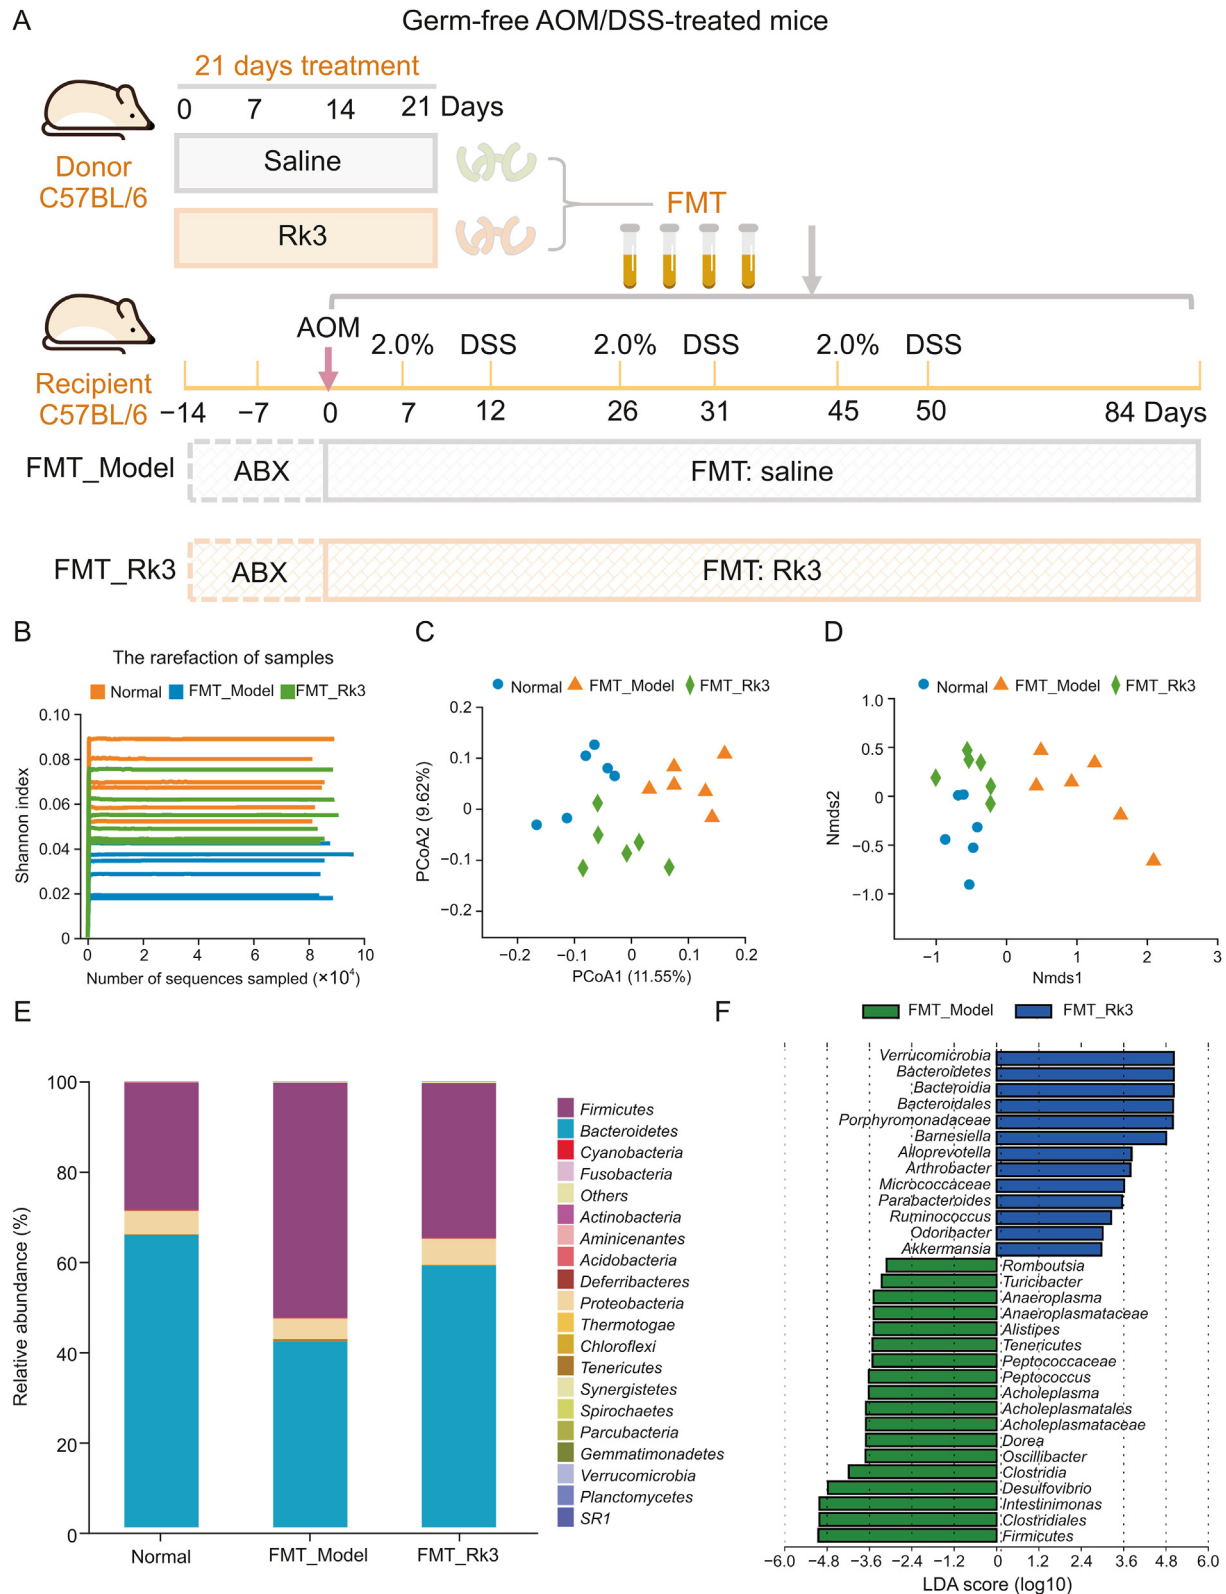 A
Germ-free AOM/DSS-treated mice
21 days treatment
0 7 14 21 Days
Donor
C57BL/6
Saline
Rk3
FMT
Recipient
C57BL/6
AOM
2.0% DSS 2.0% DSS 2.0% DSS
−14 −7 0 7 12 26 31 45 50 84 Days
FMT_Model ABX FMT: saline
FMT_Rk3 ABX FMT: Rk3
B
The rarefaction of samples
Normal FMT_Model FMT_Rk3
Shannon index
0.10
0.08
0.06
0.04
0.02
0
0 2 4 6 8 10
Number of sequences sampled (×10⁴)
C
Normal FMT_Model FMT_Rk3
PCoA2 (9.62%)
0.2
0.1
0
−0.1
−0.2
−0.2 −0.1 0 0.1 0.2
PCoA1 (11.55%)
D
Normal FMT_Model FMT_Rk3
Nmds2
1.0
0.5
0
−0.5
−1.0
−1 0 1 2 3
Nmds1
E
Relative abundance (%)
100
80
60
40
20
0
Normal FMT_Model FMT_Rk3
Firmicutes
Bacteroidetes
Cyanobacteria
Fusobacteria
Others
Actinobacteria
Aminicenantes
Acidobacteria
Deferribacteres
Proteobacteria
Thermotogae
Chloroflexi
Tenericutes
Synergistetes
Spirochaetes
Parcubacteria
Gemmatimonadetes
Verrucomicrobia
Planctomycetes
SR1
F
FMT_Model FMT_Rk3
Verrucomicrobia
Bacteroidetes
Bacteroidia
Bacteroidales
Porphyromonadaceae
Barnesiella
Alloprevotella
Arthrobacter
Micrococcaceae
Parabacteroides
Ruminococcus
Odoribacter
Akkermansia
Romboutsia
Turicibacter
Anaeroplasma
Anaeroplasmataceae
Alistipes
Tenericutes
Peptococcaceae
Peptococcus
Acholeplasma
Acholeplasmatales
Acholeplasmataceae
Dorea
Oscillibacter
Clostridia
Desulfovibrio
Intestinimonas
Clostridiales
Firmicutes
−6.0 −4.8 −3.6 −2.4 −1.2 0 1.2 2.4 3.6 4.8 6.0
LDA score (log10)